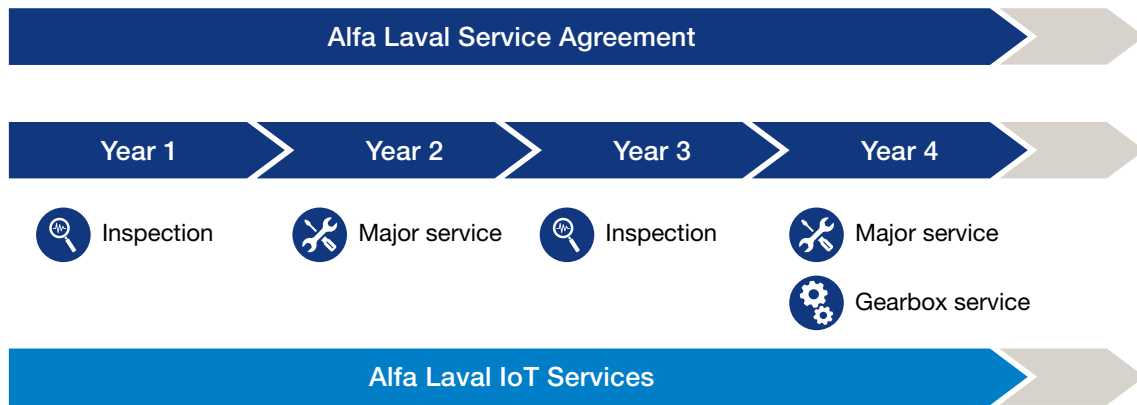 Alfa Laval Service Agreement
Year 1
Year 2
Year 3
Year 4
Inspection
Major service
Inspection
Major service
Gearbox service
Alfa Laval IoT Services